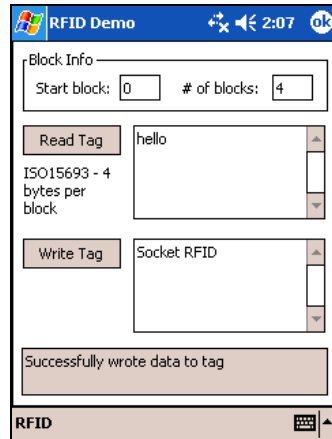 RFID Demo 2:07 ok
Block Info
Start block: 0 # of blocks: 4
Read Tag hello
ISO15693 - 4
bytes per
block
Write Tag Socket RFID
Successfully wrote data to tag
RFID